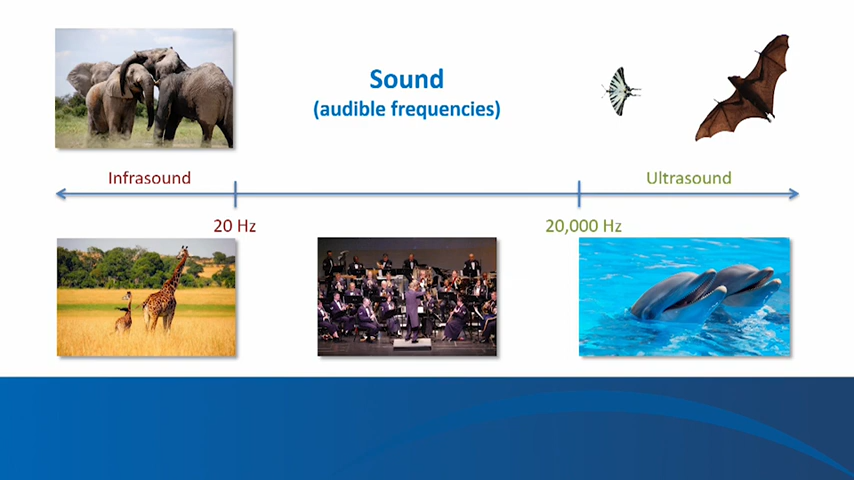 Sound
(audible frequencies)
Infrasound
Ultrasound
20 Hz
20,000 Hz